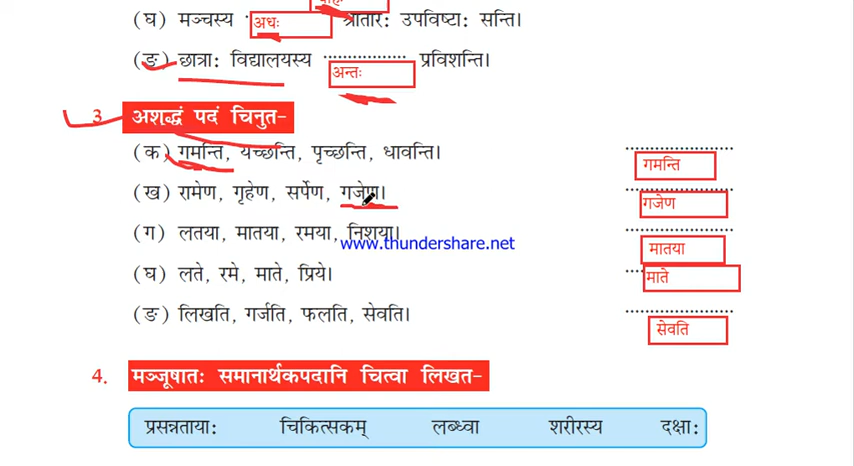 (घ) मञ्चस्य अधः श्रोतारः उपविष्टाः सन्ति।
(ङ) छात्राः विद्यालयस्य ................. प्रविशन्ति।
अन्तः
3 अशुद्धं पदं चिनुत-
(क) गमन्ति, यच्छन्ति, पृच्छन्ति, धावन्ति। गमन्ति
(ख) रामेण, गृहेण, सर्पेण, गजेण। गजेण
(ग) लतया, मातया, रमया, निशया। मातया
www.thundershare.net
(घ) लते, रमे, माते, प्रिये। माते
(ङ) लिखति, गर्जति, फलति, सेवति। सेवति
4. मञ्जूषातः समानार्थकपदानि चित्वा लिखत-
प्रसन्नतायाः चिकित्सकम् लब्ध्वा शरीरस्य दक्षाः